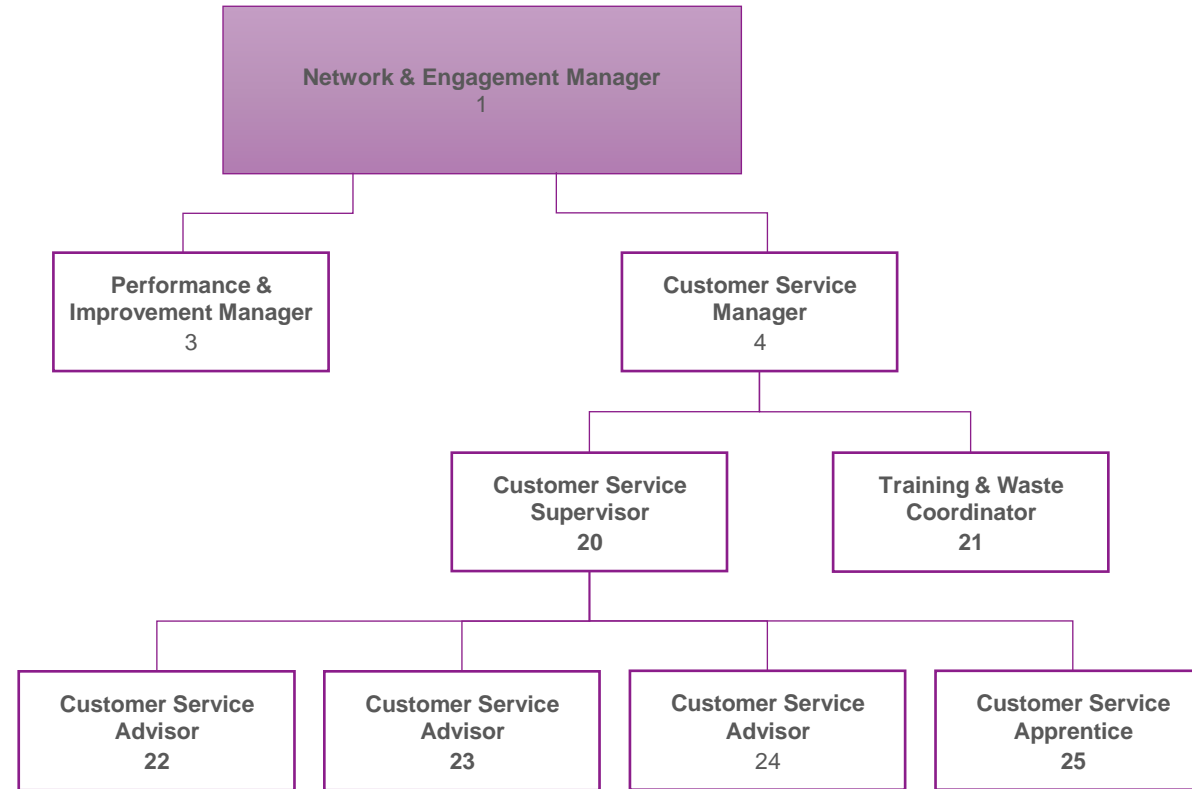 Network & Engagement Manager
1
Performance &
Improvement Manager
3
Customer Service
Manager
4
Customer Service
Supervisor
20
Training & Waste
Coordinator
21
Customer Service
Advisor
22
Customer Service
Advisor
23
Customer Service
Advisor
24
Customer Service
Apprentice
25